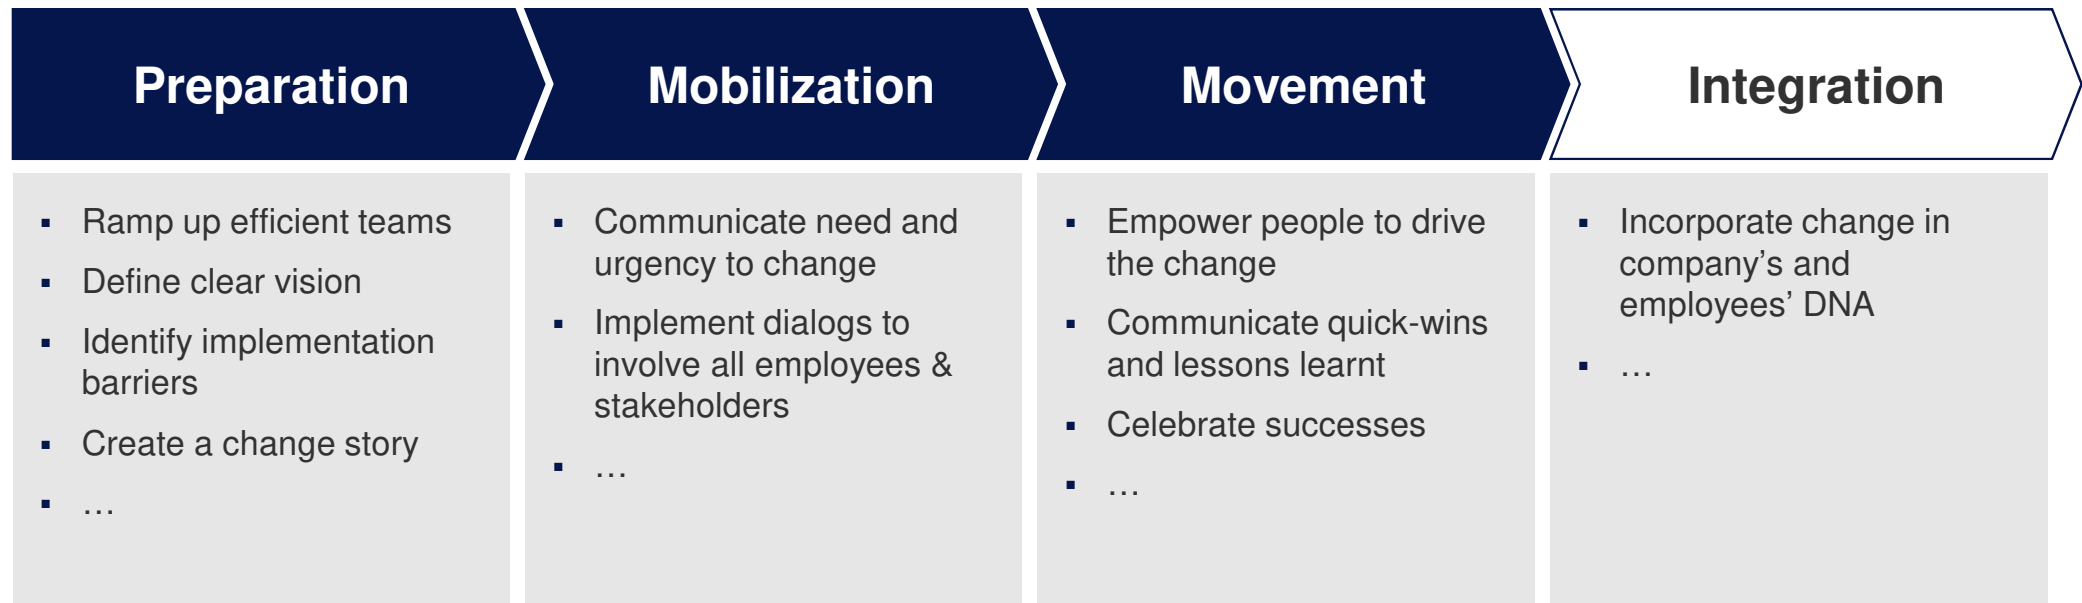 Preparation
Mobilization
Movement
Integration
▪ Ramp up efficient teams
▪ Define clear vision
▪ Identify implementation
barriers
▪ Create a change story
▪ …
▪ Communicate need and
urgency to change
▪ Implement dialogs to
involve all employees &
stakeholders
▪ …
▪ Empower people to drive
the change
▪ Communicate quick-wins
and lessons learnt
▪ Celebrate successes
▪ …
▪ Incorporate change in
company’s and
employees’ DNA
▪ …